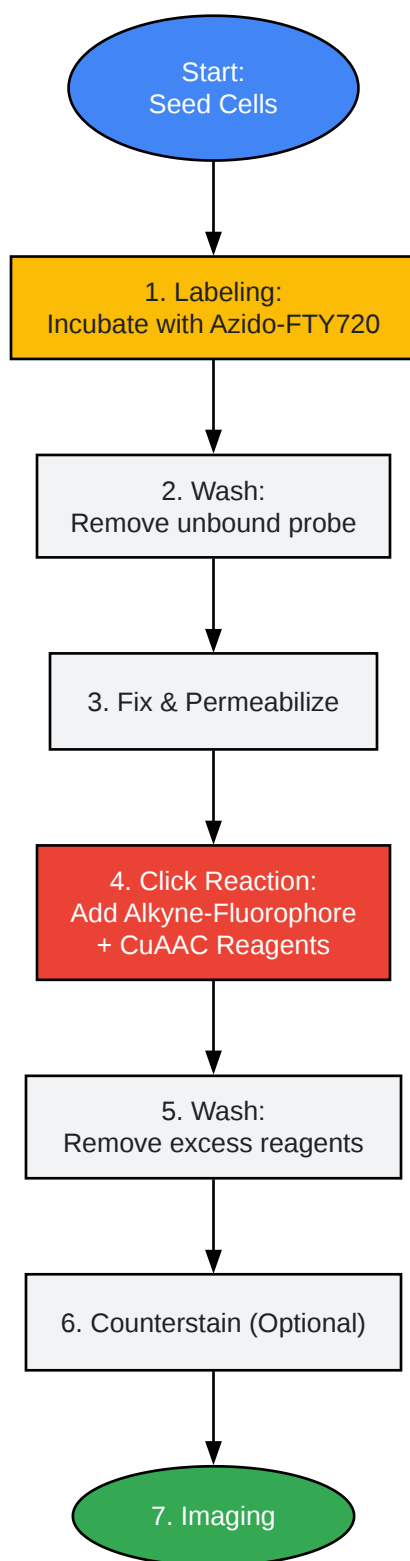 Start:
Seed Cells
1. Labeling:
Incubate with Azido-FTY720
2. Wash:
Remove unbound probe
3. Fix & Permeabilize
4. Click Reaction:
Add Alkyne-Fluorophore
+ CuAAC Reagents
5. Wash:
Remove excess reagents
6. Counterstain (Optional)
7. Imaging